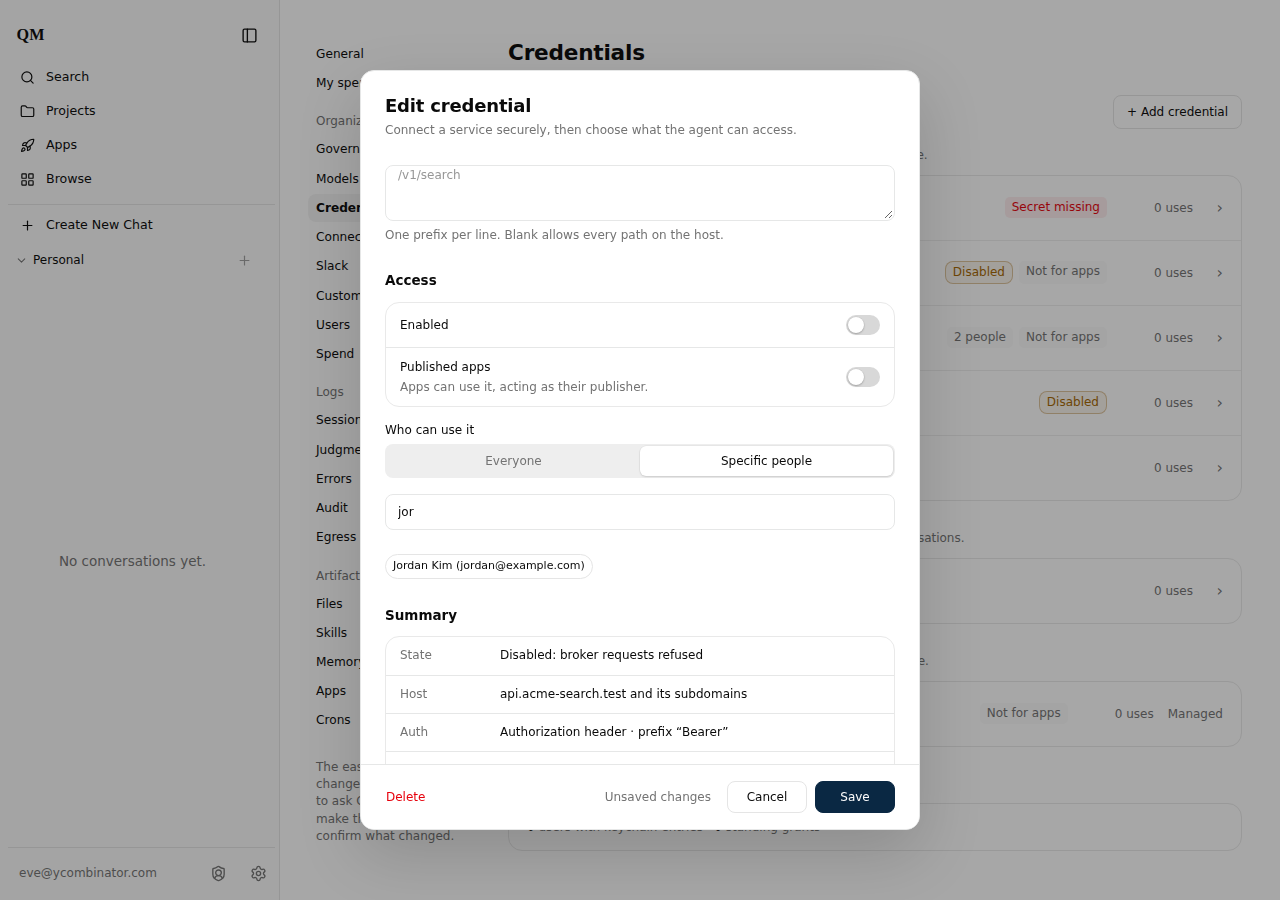 QM
Search
Projects
Apps
Browse
Create New Chat
Personal
No conversations yet.
eve@ycombinator.com
General
My spe
Organiz
Govern
Models
Creden
Connec
Slack
Custom
Users
Spend
Logs
Session
Judgme
Errors
Audit
Egress
Artifact
Files
Skills
Memory
Apps
Crons
The eas
change
to ask
make th
confirm what changed.
Credentials
+ Add credential
e.
Secret missing
0 uses
Disabled
Not for apps
0 uses
2 people
Not for apps
0 uses
Disabled
0 uses
0 uses
sations.
0 uses
e.
Not for apps
0 uses
Managed
Edit credential
Connect a service securely, then choose what the agent can access.
/v1/search
One prefix per line. Blank allows every path on the host.
Access
Enabled
Published apps
Apps can use it, acting as their publisher.
Who can use it
Everyone
Specific people
jor
Jordan Kim (jordan@example.com)
Summary
State
Disabled: broker requests refused
Host
api.acme-search.test and its subdomains
Auth
Authorization header · prefix “Bearer”
Delete
Unsaved changes
Cancel
Save